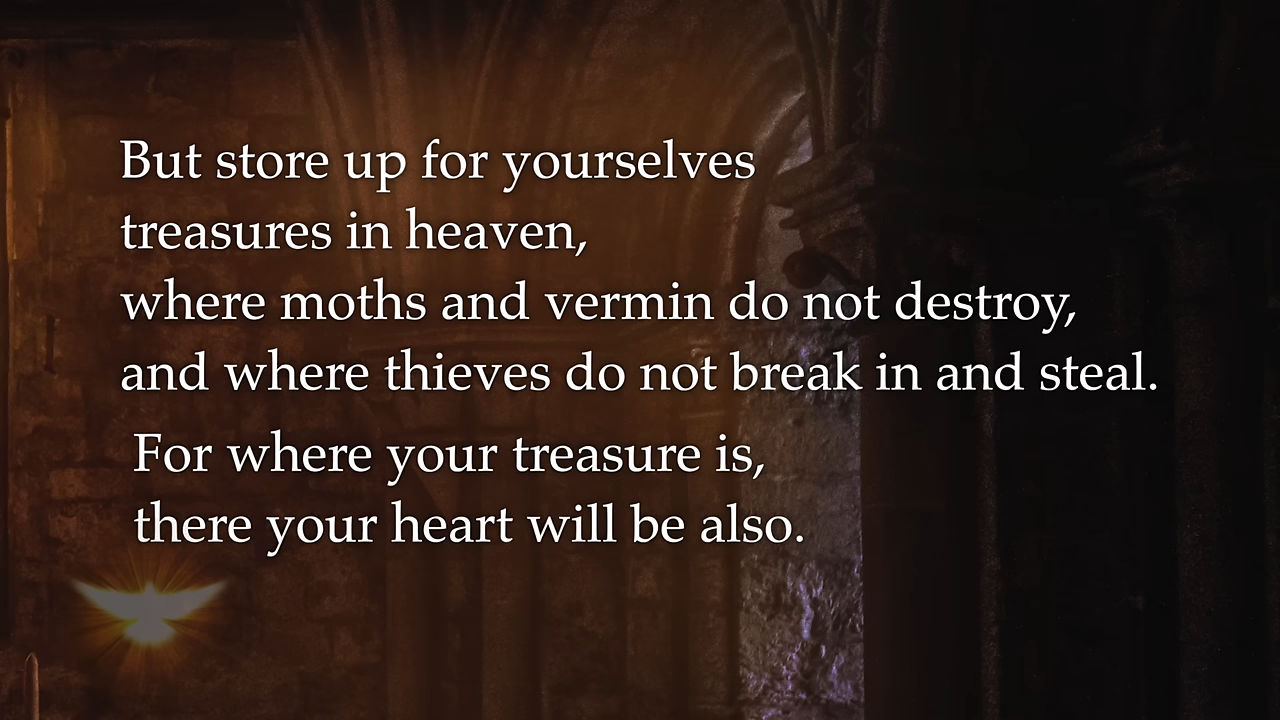 But store up for yourselves
treasures in heaven,
where moths and vermin do not destroy,
and where thieves do not break in and steal.
For where your treasure is,
there your heart will be also.